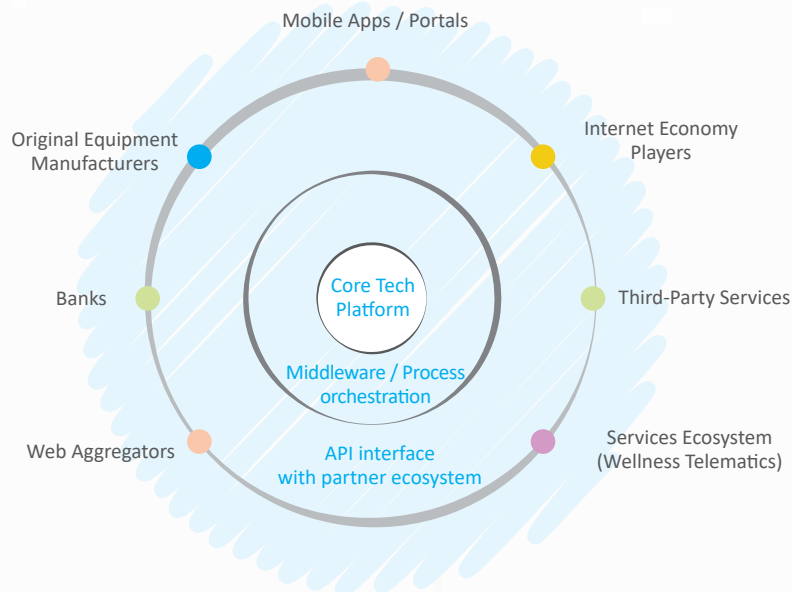 Mobile Apps / Portals
Original Equipment
Manufacturers
Internet Economy
Players
Core Tech
Platform
Banks
Third-Party Services
Middleware / Process
orchestration
Web Aggregators
API interface
with partner ecosystem
Services Ecosystem
(Wellness Telematics)